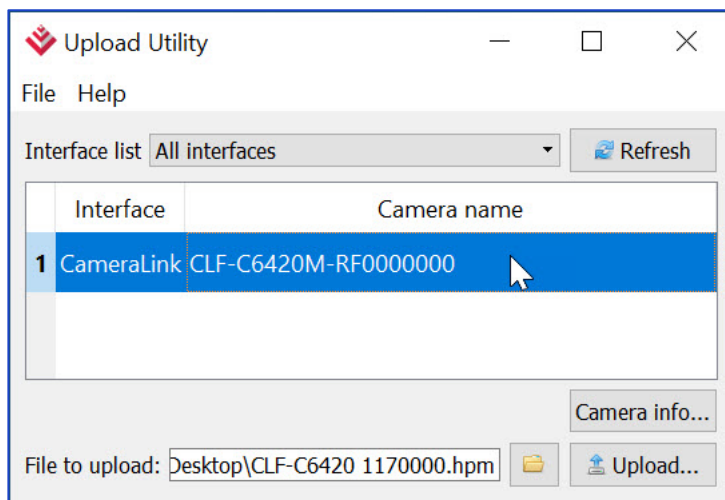 Upload Utility
File Help
Interface list All interfaces Refresh
Interface Camera name
1 CameraLink CLF-C6420M-RF0000000
Camera info...
File to upload: Desktop\CLF-C6420 1170000.hpm Upload...